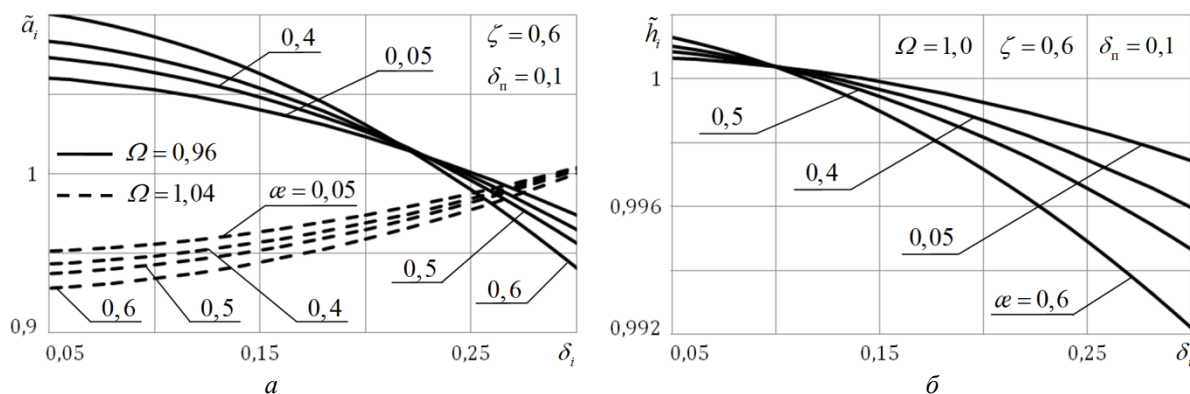 ã_i
0,4
0,05
ζ = 0,6
δ_п = 0,1
Ω = 0,96
Ω = 1,04
æ = 0,05
1
0,6
0,5
0,4
0,5
0,6
0,9
0,05
0,15
0,25
δ_i
а
h̃_i
Ω = 1,0
ζ = 0,6
δ_п = 0,1
1
0,5
0,4
0,996
0,05
æ = 0,6
0,992
0,05
0,15
0,25
δ_i
б